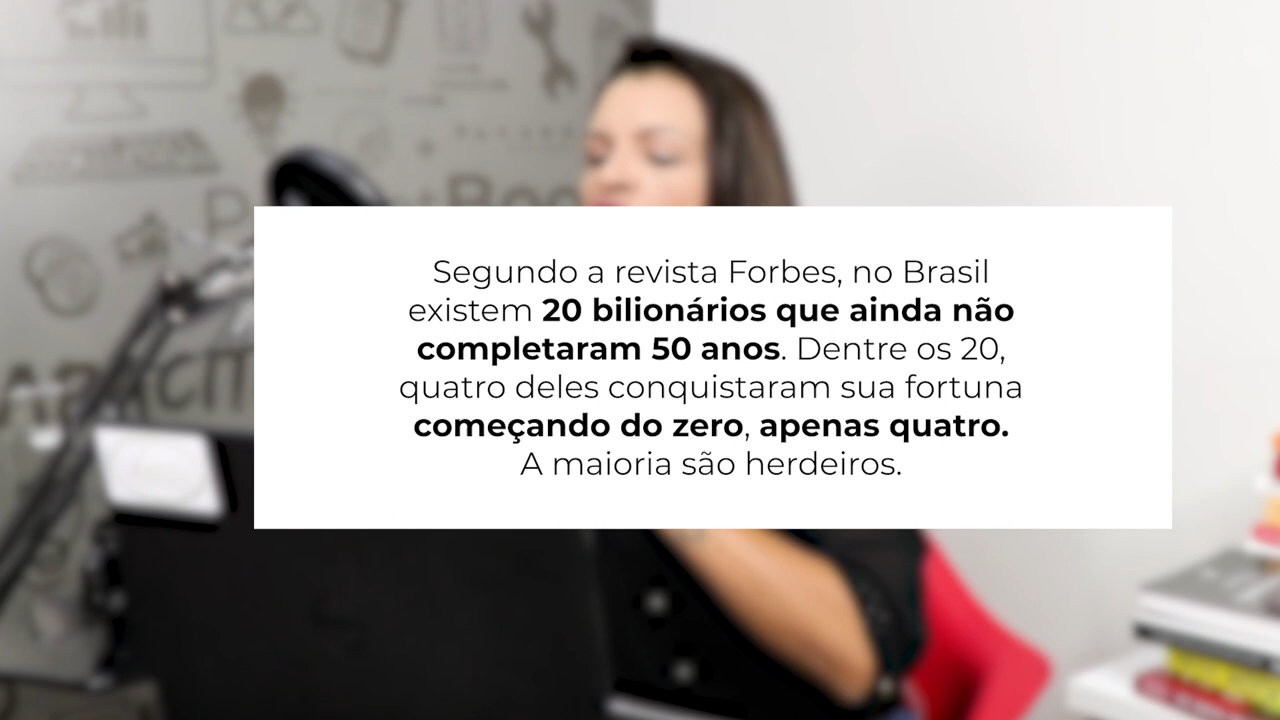 Segundo a revista Forbes, no Brasil
existem 20 bilionários que ainda não
completaram 50 anos. Dentre os 20,
quatro deles conquistaram sua fortuna
começando do zero, apenas quatro.
A maioria são herdeiros.